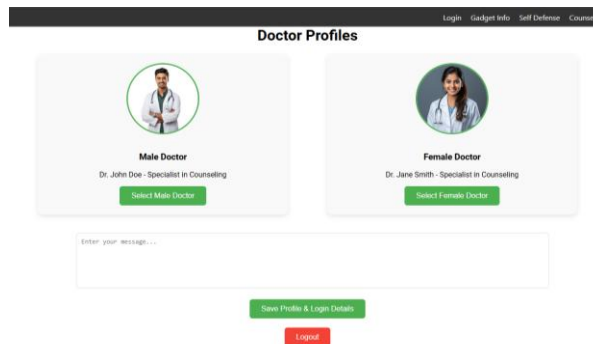 Login Gadget Info Self Defense Counse
Doctor Profiles
Male Doctor
Dr. John Doe - Specialist in Counseling
Select Male Doctor
Female Doctor
Dr. Jane Smith - Specialist in Counseling
Select Female Doctor
Enter your message...
Save Profile & Login Details
Logout